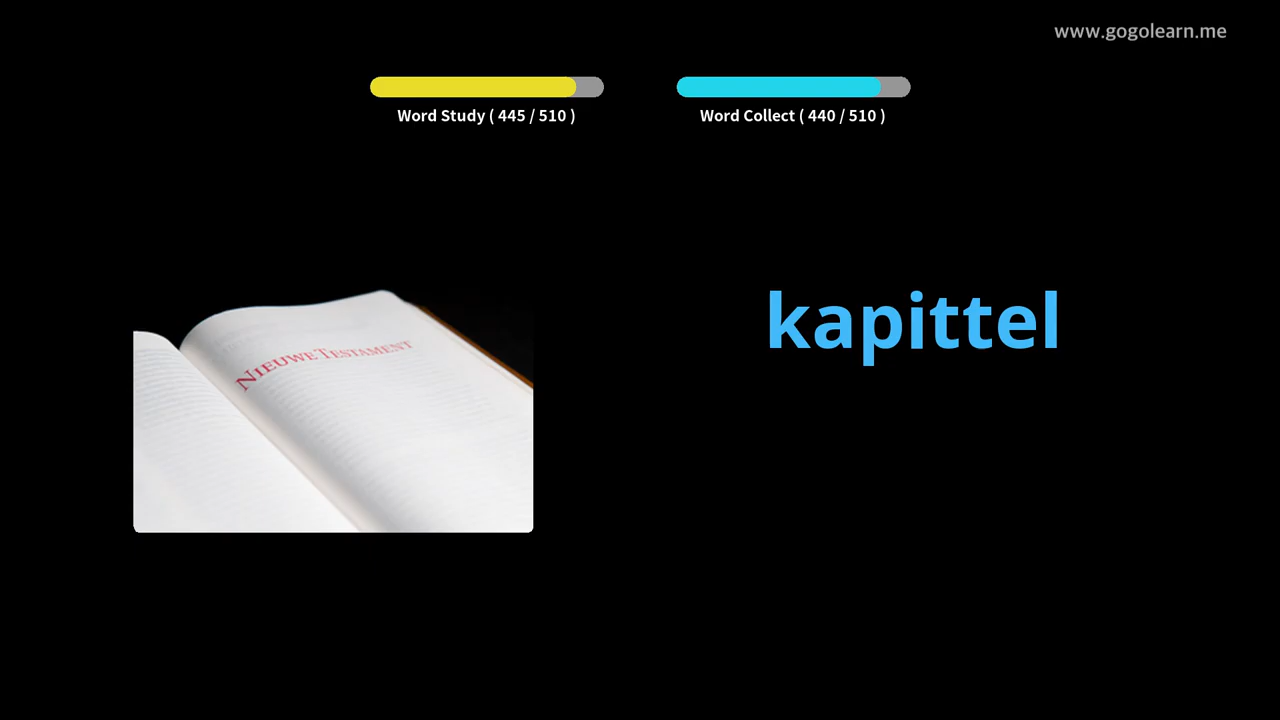 www.gogolearn.me
Word Study ( 445 / 510 )
Word Collect ( 440 / 510 )
NIEUWE TESTAMENT
kapittel